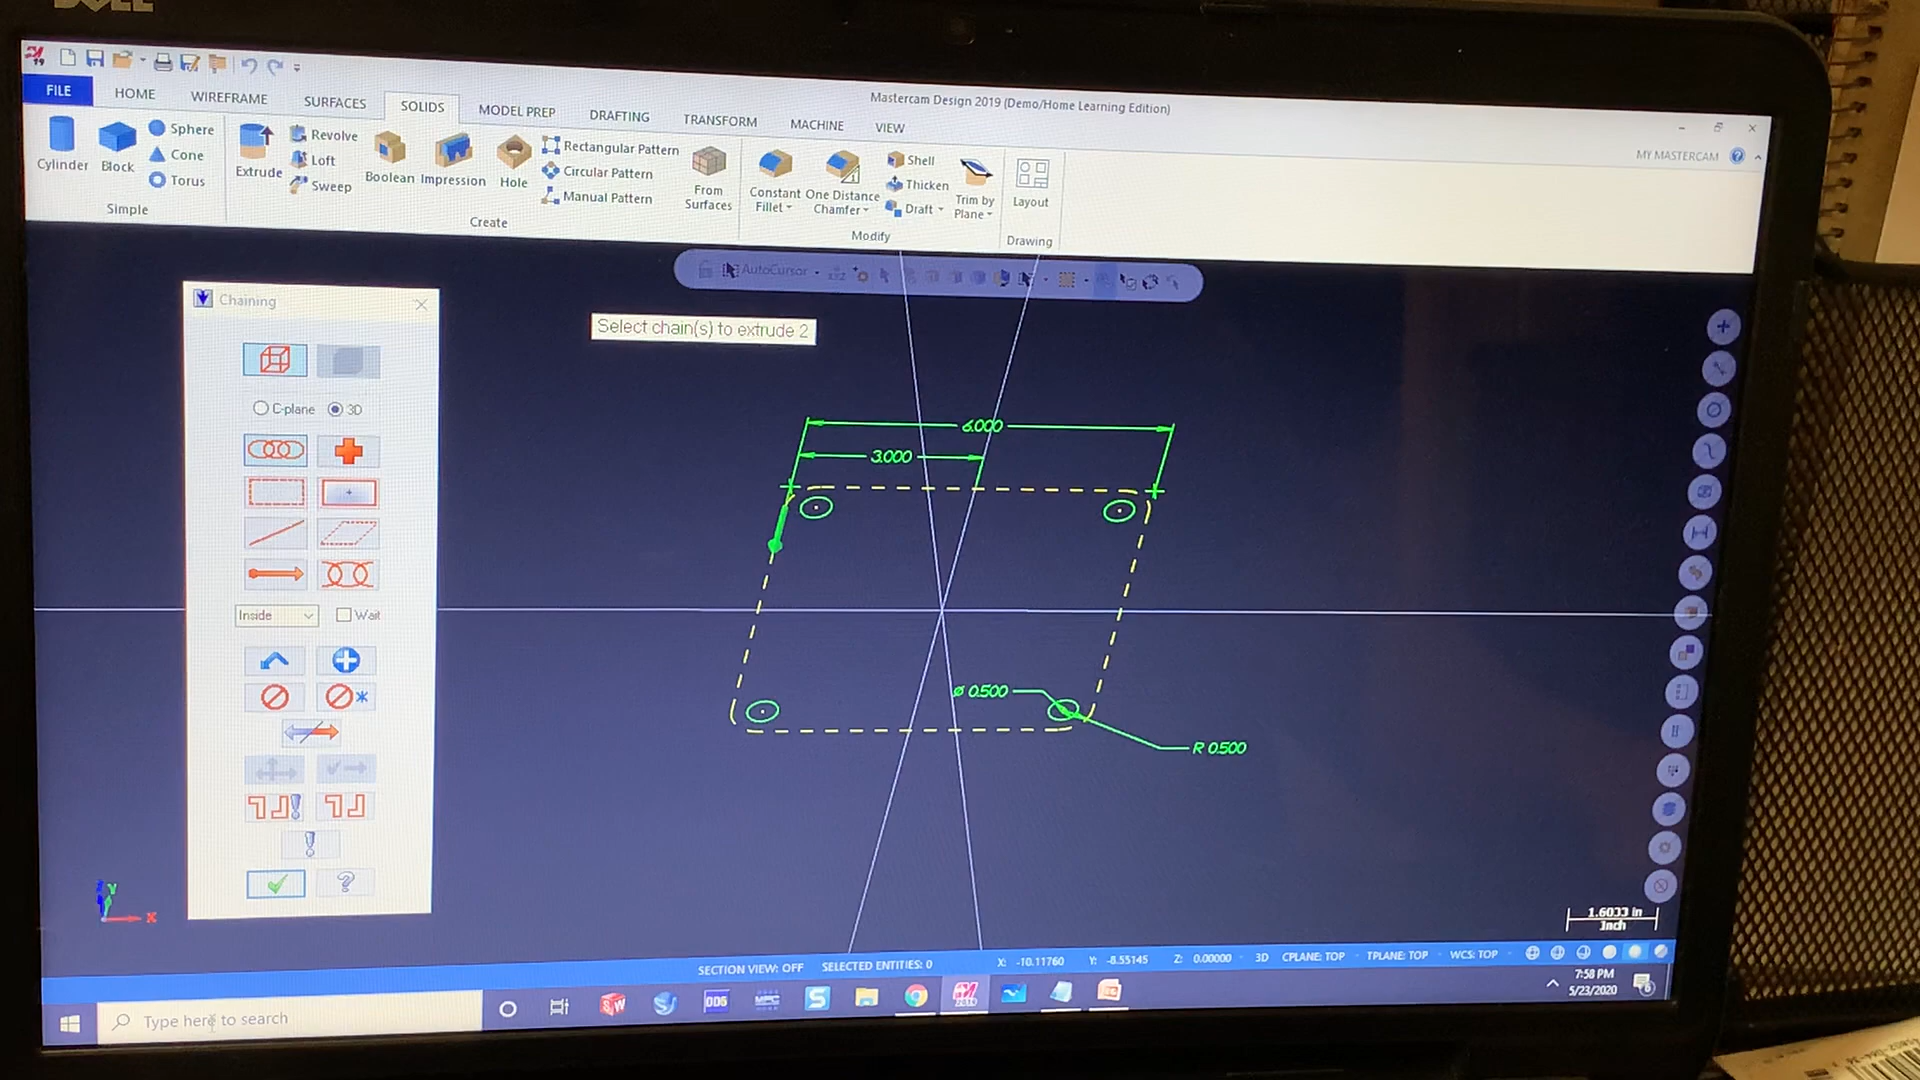 DELL
19
Mastercam Design 2019 (Demo/Home Learning Edition)
FILE HOME WIREFRAME SURFACES SOLIDS MODEL PREP DRAFTING TRANSFORM MACHINE VIEW
MY MASTERCAM
Cylinder Block Sphere
Cone
Torus
Simple
Extrude Revolve
Loft
Sweep
Boolean Impression Hole
Rectangular Pattern
Circular Pattern
Manual Pattern
From
Surfaces
Create
Constant
Fillet
One Distance
Chamfer
Shell
Thicken
Draft
Trim by
Plane
Modify
Layout
Drawing
AutoCursor
Chaining
Select chain(s) to extrude 2
C-plane 3D
Inside Wait
6.000
3.000
Ø 0.500
R 0.500
Y
X
1.6033 in
Inch
SECTION VIEW: OFF SELECTED ENTITIES: 0 X: -10.11760 Y: -8.55145 Z: 0.00000 3D CPLANE: TOP TPLANE: TOP WCS: TOP
Type here to search
7:58 PM
5/23/2020